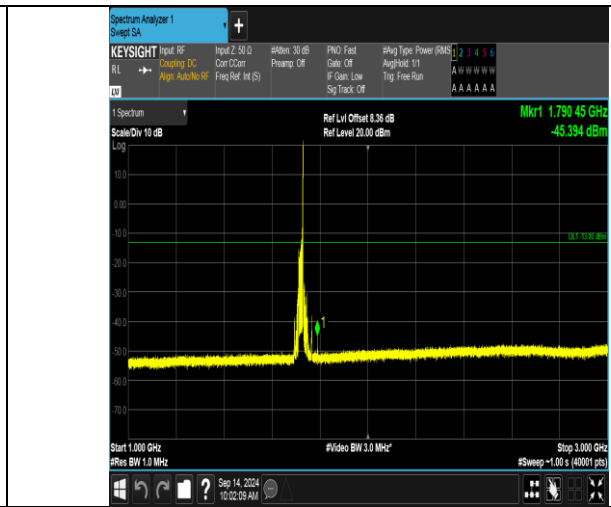 Spectrum Analyzer 1
Swept SA
+
KEYSIGHT Input: RF Input Z: 50 Ω #Atten: 30 dB PNO: Fast #Avg Type: Power (RMS 1 2 3 4 5 6
RL Coupling: DC Corr CCorr Preamp: Off Gate: Off Avg|Hold: 1/1 A W W W W W
Align: Auto/No RF Freq Ref: Int (S) IF Gain: Low Trig: Free Run
LXI Sig Track: Off A A A A A A
1 Spectrum Ref Lvl Offset 8.36 dB Mkr1 1.790 45 GHz
Scale/Div 10 dB Ref Level 20.00 dBm -45.394 dBm
Log
10.0
0.00
-10.0
DL1 -13.00 dBm
-20.0
-30.0
-40.0
1
-50.0
-60.0
-70.0
Start 1.000 GHz #Video BW 3.0 MHz* Stop 3.000 GHz
#Res BW 1.0 MHz #Sweep ~1.00 s (40001 pts)
? Sep 14, 2024
10:02:09 AM